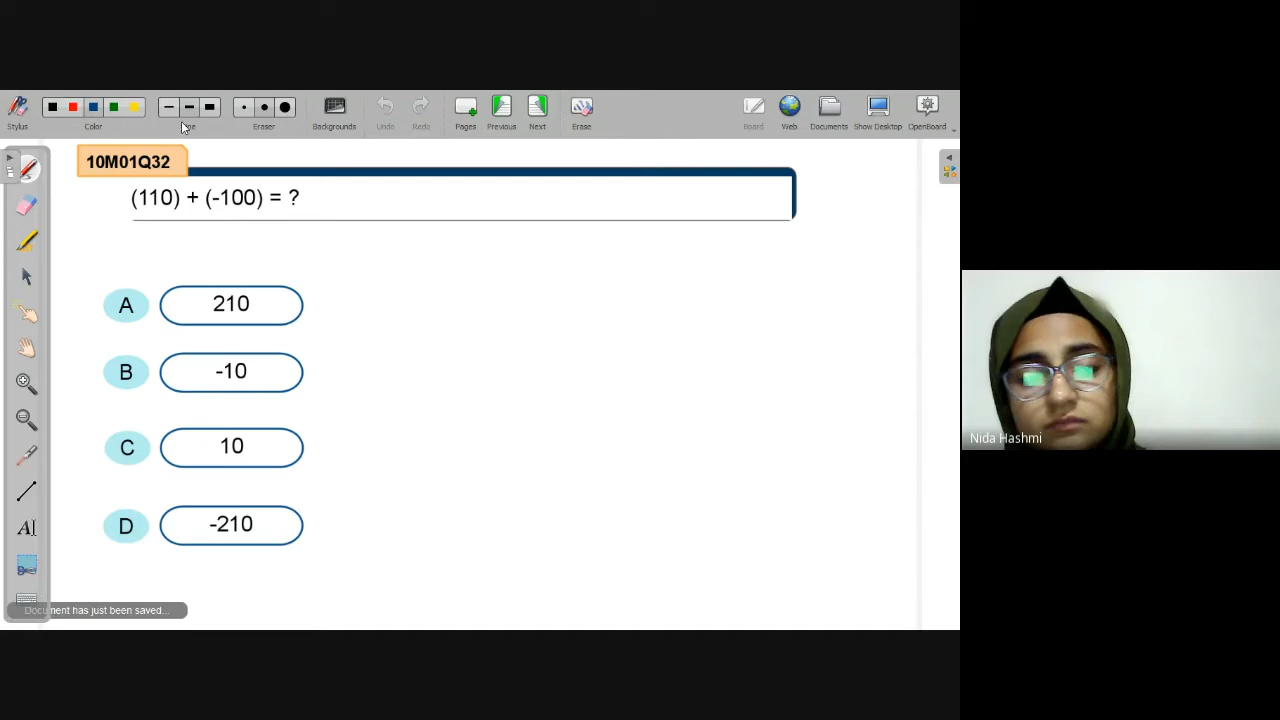 Stylus
Color
Eraser
Backgrounds
Undo
Redo
Pages
Previous
Next
Erase
Board
Web
Documents
Show Desktop
OpenBoard
10M01Q32
(110) + (-100) = ?
A 210
B -10
C 10
D -210
Document has just been saved...
Nida Hashmi